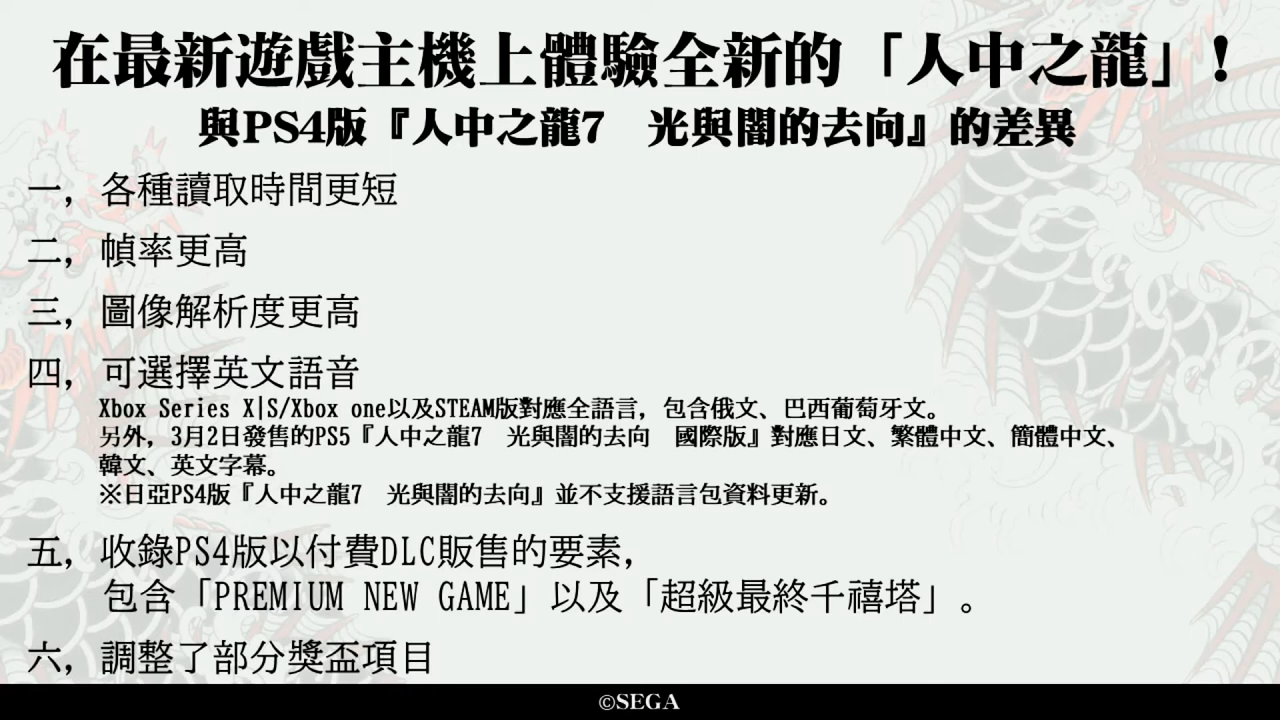 在最新遊戲主機上體驗全新的「人中之龍」!
與PS4版『人中之龍7　光與闇的去向』的差異
一，各種讀取時間更短
二，幀率更高
三，圖像解析度更高
四，可選擇英文語音
Xbox Series X|S/Xbox one以及STEAM版對應全語言，包含俄文、巴西葡萄牙文。
另外，3月2日發售的PS5『人中之龍7　光與闇的去向　國際版』對應日文、繁體中文、簡體中文、
韓文、英文字幕。
※日亞PS4版『人中之龍7　光與闇的去向』並不支援語言包資料更新。
五，收錄PS4版以付費DLC販售的要素，
包含「PREMIUM NEW GAME」以及「超級最終千禧塔」。
六，調整了部分獎盃項目
©SEGA